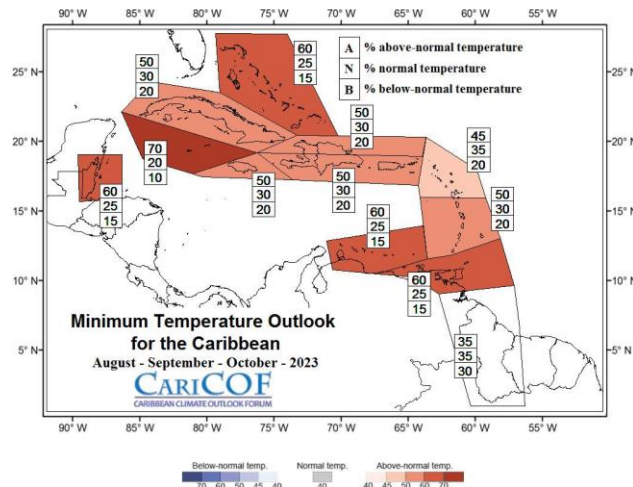 A % above-normal temperature
N % normal temperature
B % below-normal temperature
25° N
20° N
15° N
10° N
5° N
60
25
15
50
30
20
50
30
20
45
35
20
70
20
10
60
25
15
50
30
20
50
30
20
50
30
20
60
25
15
60
25
15
35
35
30
Minimum Temperature Outlook
for the Caribbean
August - September - October - 2023
CARICOF
CARIBBEAN CLIMATE OUTLOOK FORUM
90° W 85° W 80° W 75° W 70° W 65° W 60° W 55° W
Below-normal temp. Normal temp. Above-normal temp.
70 60 50 45 40 40 40 45 50 60 70